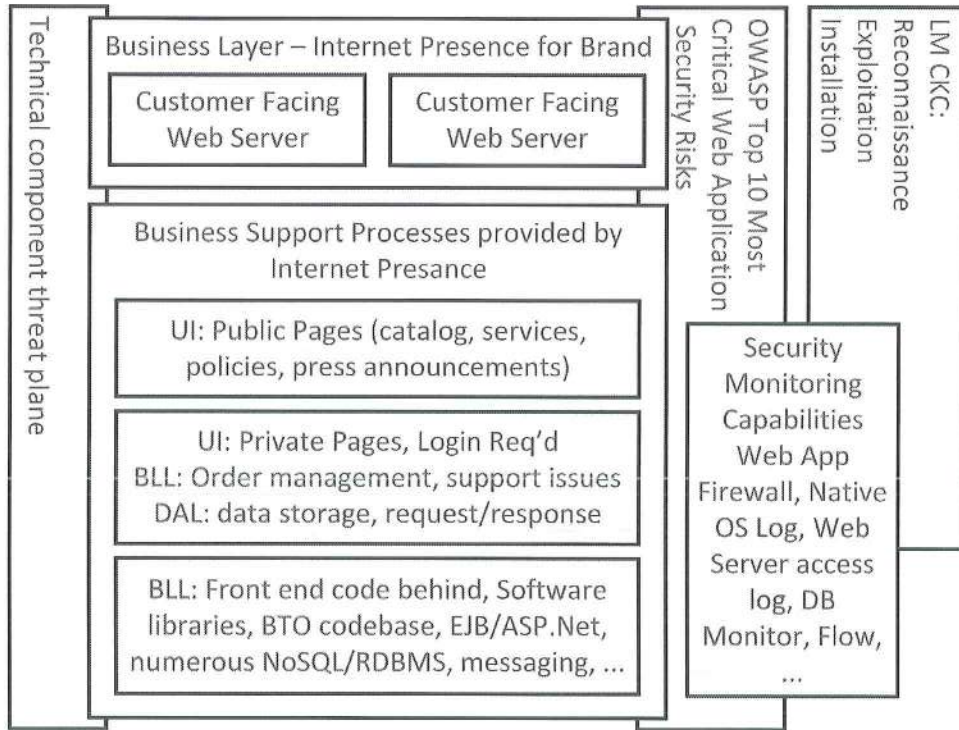 Technical component threat plane
Business Layer – Internet Presence for Brand
Customer Facing
Web Server
Customer Facing
Web Server
Business Support Processes provided by
Internet Presance
UI: Public Pages (catalog, services,
policies, press announcements)
UI: Private Pages, Login Req’d
BLL: Order management, support issues
DAL: data storage, request/response
BLL: Front end code behind, Software
libraries, BTO codebase, EJB/ASP.Net,
numerous NoSQL/RDBMS, messaging, ...
OWASP Top 10 Most
Critical Web Application
Security Risks
Security
Monitoring
Capabilities
Web App
Firewall, Native
OS Log, Web
Server access
log, DB
Monitor, Flow,
...
LM CKC:
Reconnaissance
Exploitation
Installation